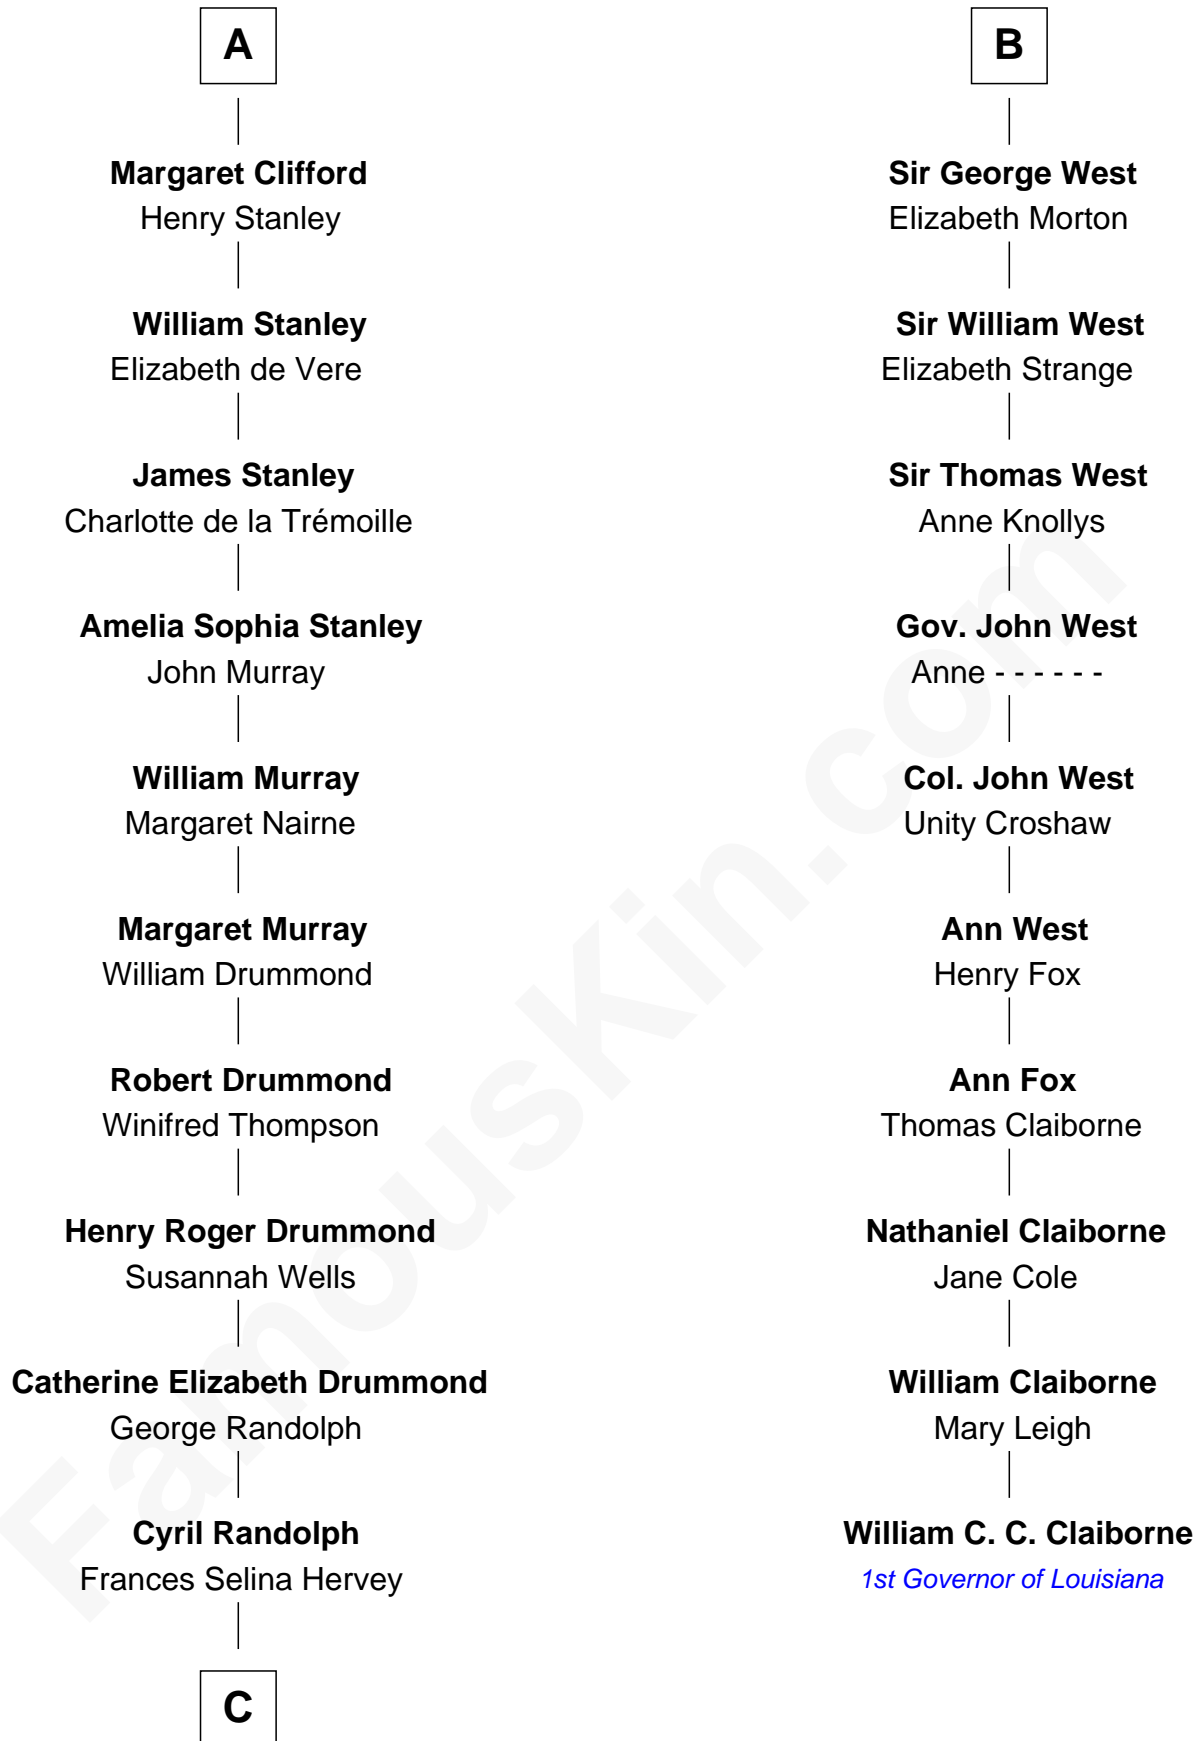 A
Margaret Clifford
Henry Stanley
William Stanley
Elizabeth de Vere
James Stanley
Charlotte de la Trémoille
Amelia Sophia Stanley
John Murray
William Murray
Margaret Nairne
Margaret Murray
William Drummond
Robert Drummond
Winifred Thompson
Henry Roger Drummond
Susannah Wells
Catherine Elizabeth Drummond
George Randolph
Cyril Randolph
Frances Selina Hervey
C
B
Sir George West
Elizabeth Morton
Sir William West
Elizabeth Strange
Sir Thomas West
Anne Knollys
Gov. John West
Anne - - - - - -
Col. John West
Unity Croshaw
Ann West
Henry Fox
Ann Fox
Thomas Claiborne
Nathaniel Claiborne
Jane Cole
William Claiborne
Mary Leigh
William C. C. Claiborne
1st Governor of Louisiana
FamousKin.com